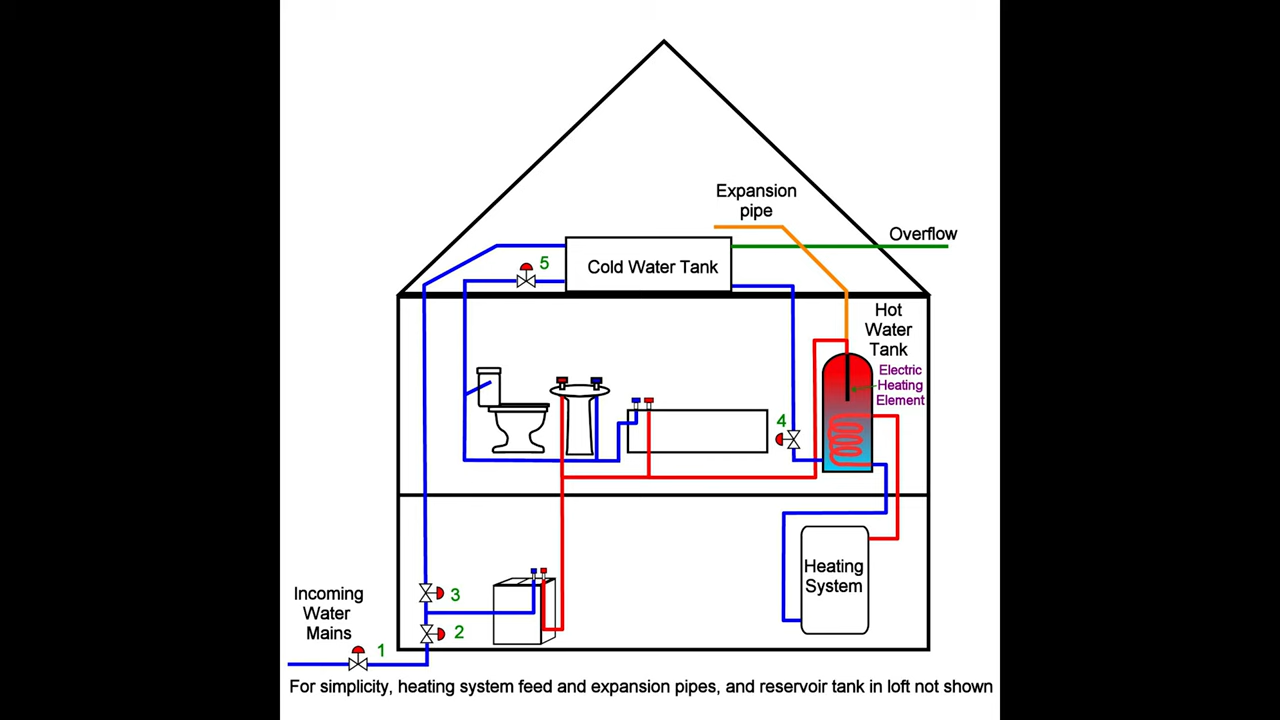 Expansion
pipe
Overflow
5
Cold Water Tank
Hot
Water
Tank
Electric
Heating
Element
4
Heating
System
Incoming
Water
Mains
3
2
1
For simplicity, heating system feed and expansion pipes, and reservoir tank in loft not shown